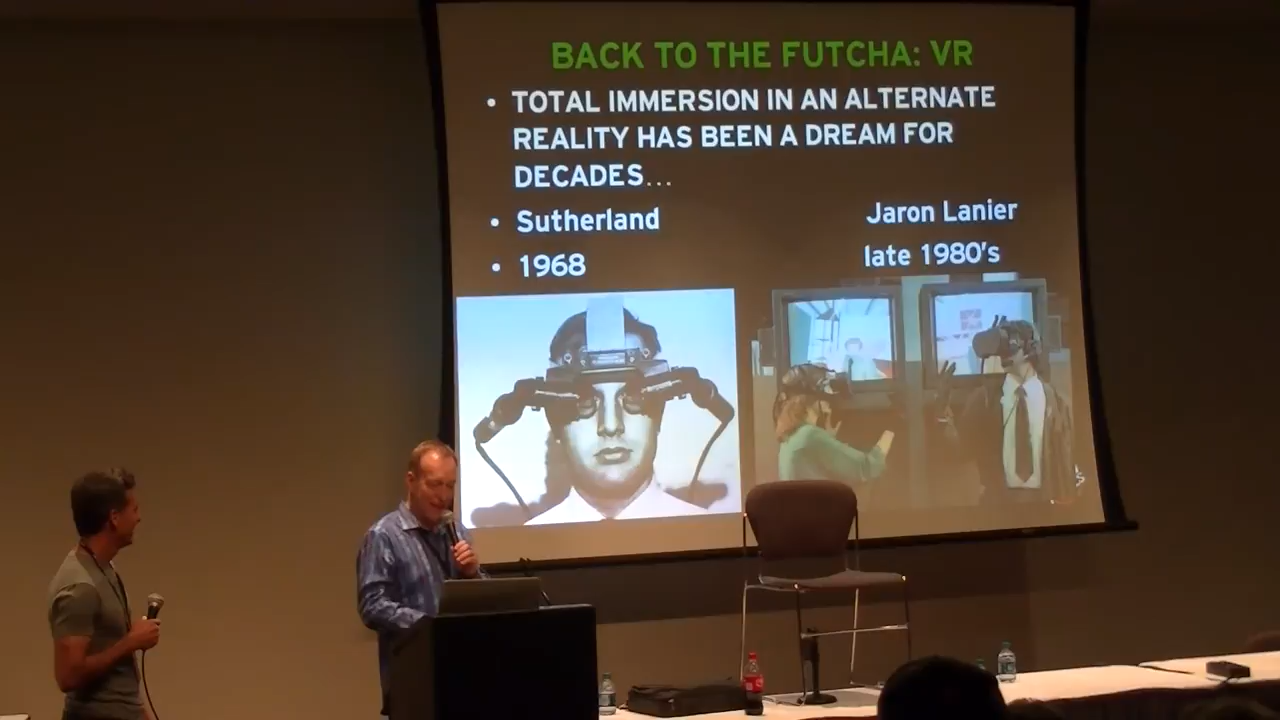 BACK TO THE FUTCHA: VR
• TOTAL IMMERSION IN AN ALTERNATE
REALITY HAS BEEN A DREAM FOR
DECADES...
• Sutherland
• 1968
Jaron Lanier
late 1980's